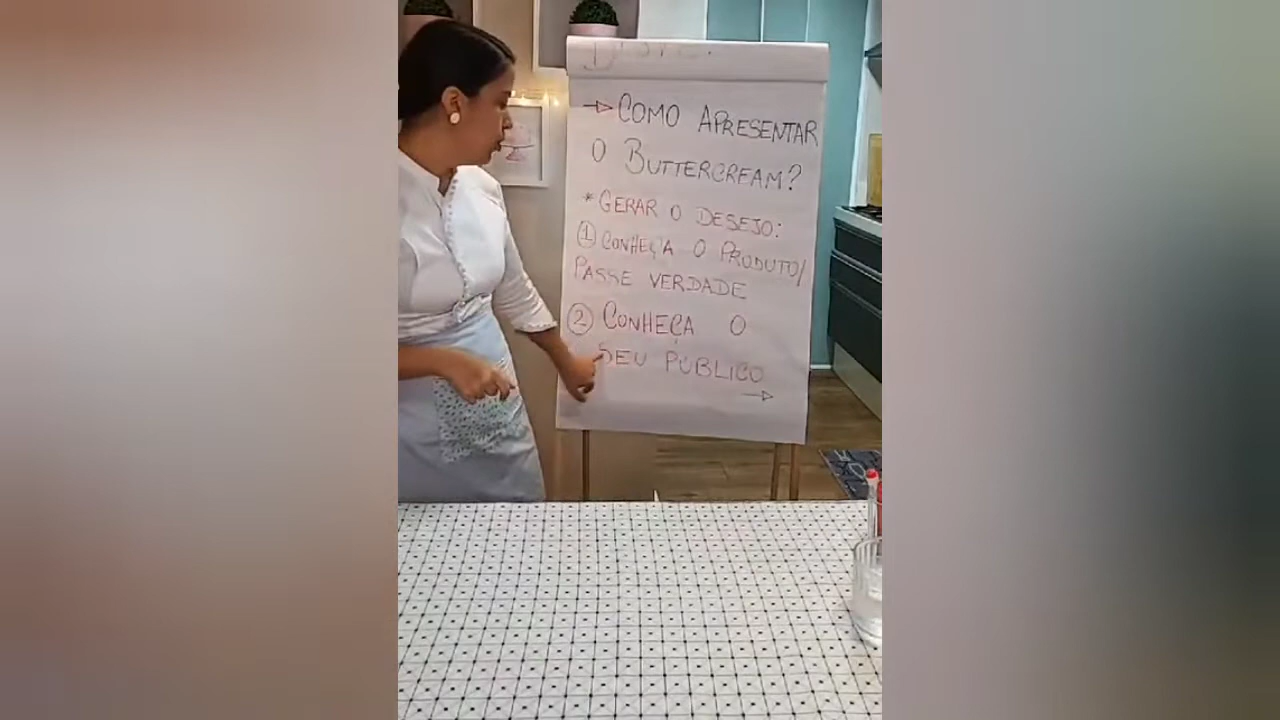 → COMO APRESENTAR
O BUTTERCREAM?
* GERAR O DESEJO:
① CONHEÇA O PRODUTO/
PASSE VERDADE
② CONHEÇA O
SEU PÚBLICO
→